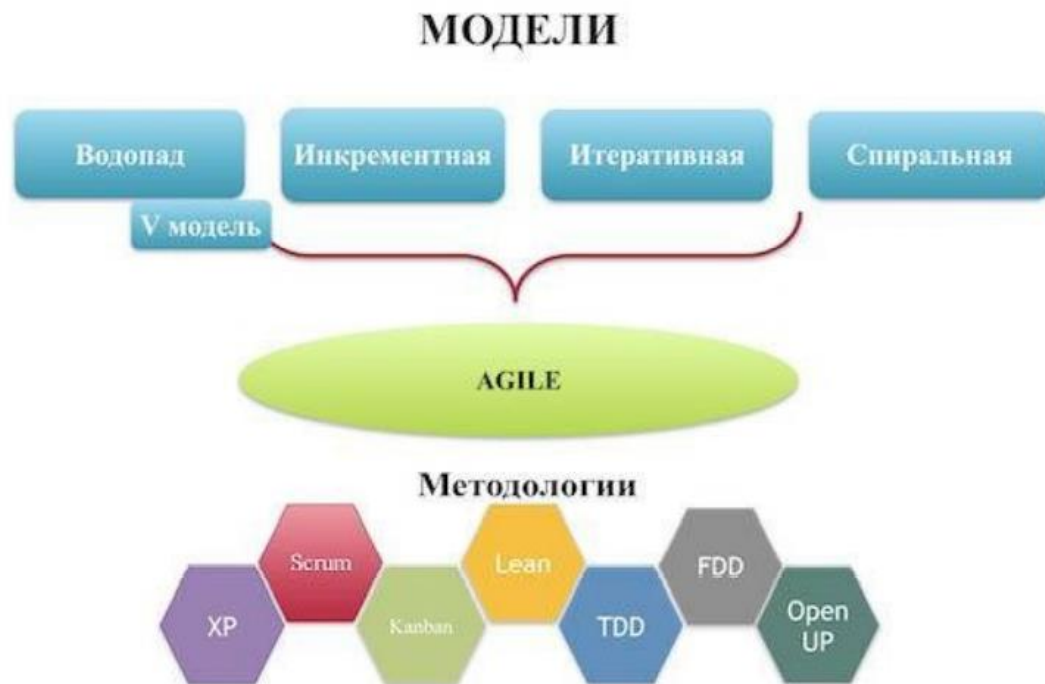 МОДЕЛИ
Водопад
Инкрементная
Итеративная
Спиральная
V модель
AGILE
Методологии
Scrum
Lean
FDD
XP
Kanban
TDD
Open
UP